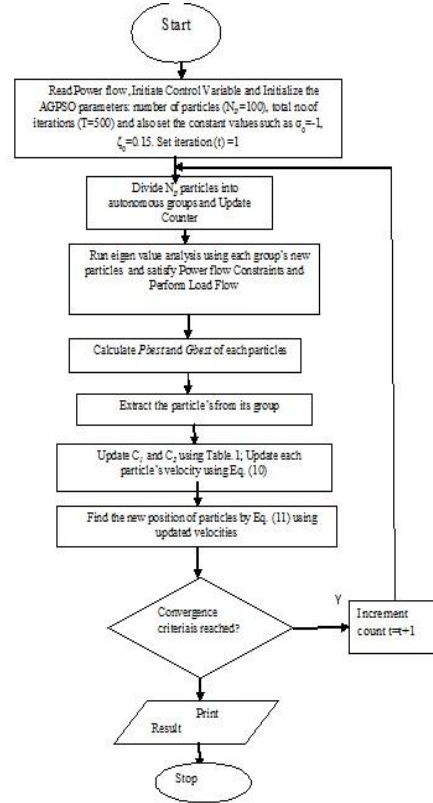 Start
Read Power flow, Initiate Control Variable and Initialize the
AGPSO parameters: number of particles (Np=100), total no.of
iterations (T=500) and also set the constant values such as σ0=-1,
ζ0=0.15. Set iteration (t) =1
Divide Np particles into
autonomous groups and Update
Counter
Run eigen value analysis using each group's new
particles and satisfy Power flow Constraints and
Perform Load Flow
Calculate Pbest and Gbest of each particles
Extract the particle's from its group
Update C1 and C2 using Table. 1; Update each
particle's velocity using Eq. (10)
Find the new position of particles by Eq. (11) using
updated velocities
Convergence
criteria is reached?
Y
Increment
count t=t+1
Print
Result
Stop